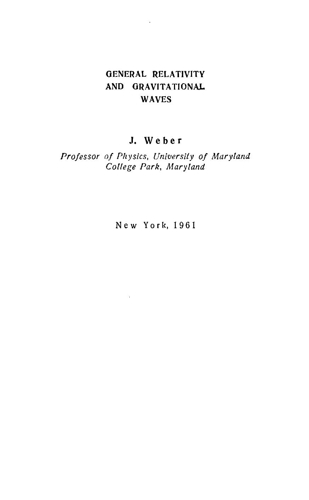 GENERAL RELATIVITY
AND GRAVITATIONAL
WAVES
J. Weber
Professor of Physics, University of Maryland
College Park, Maryland
New York, 1961